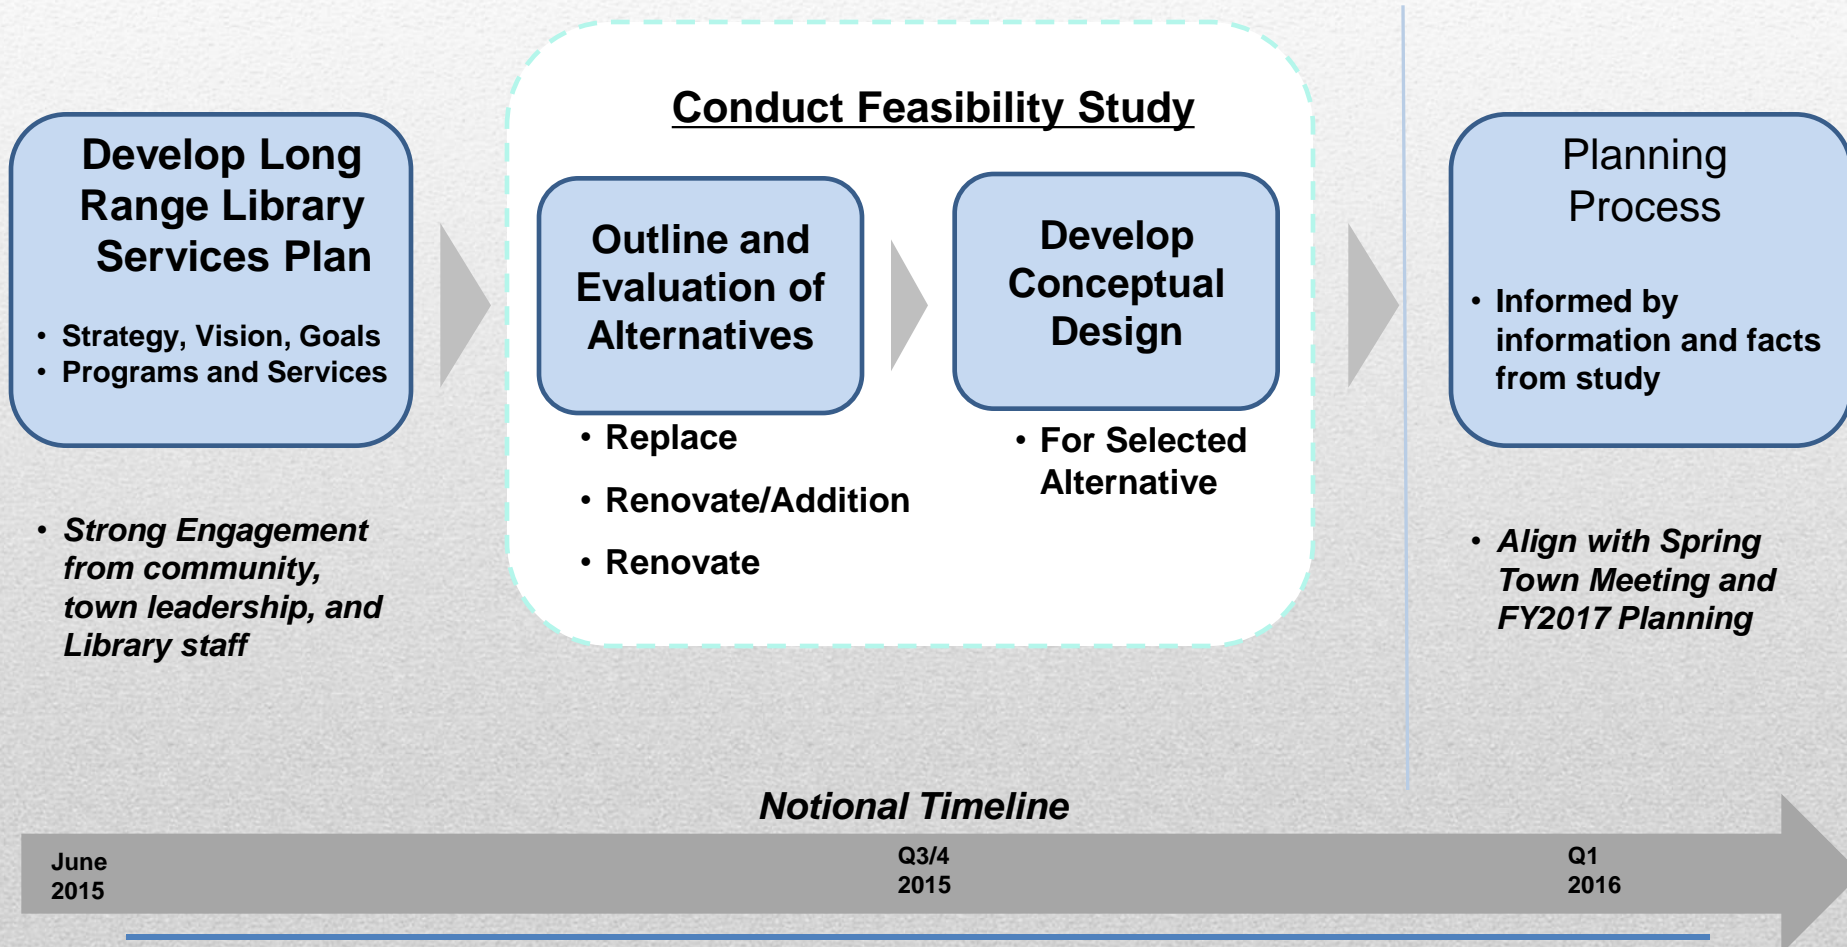 Develop Long
Range Library
Services Plan
• Strategy, Vision, Goals
• Programs and Services
• Strong Engagement
from community,
town leadership, and
Library staff
Conduct Feasibility Study
Outline and
Evaluation of
Alternatives
• Replace
• Renovate/Addition
• Renovate
Develop
Conceptual
Design
• For Selected
Alternative
Planning
Process
• Informed by
information and facts
from study
• Align with Spring
Town Meeting and
FY2017 Planning
Notional Timeline
June
2015
Q3/4
2015
Q1
2016